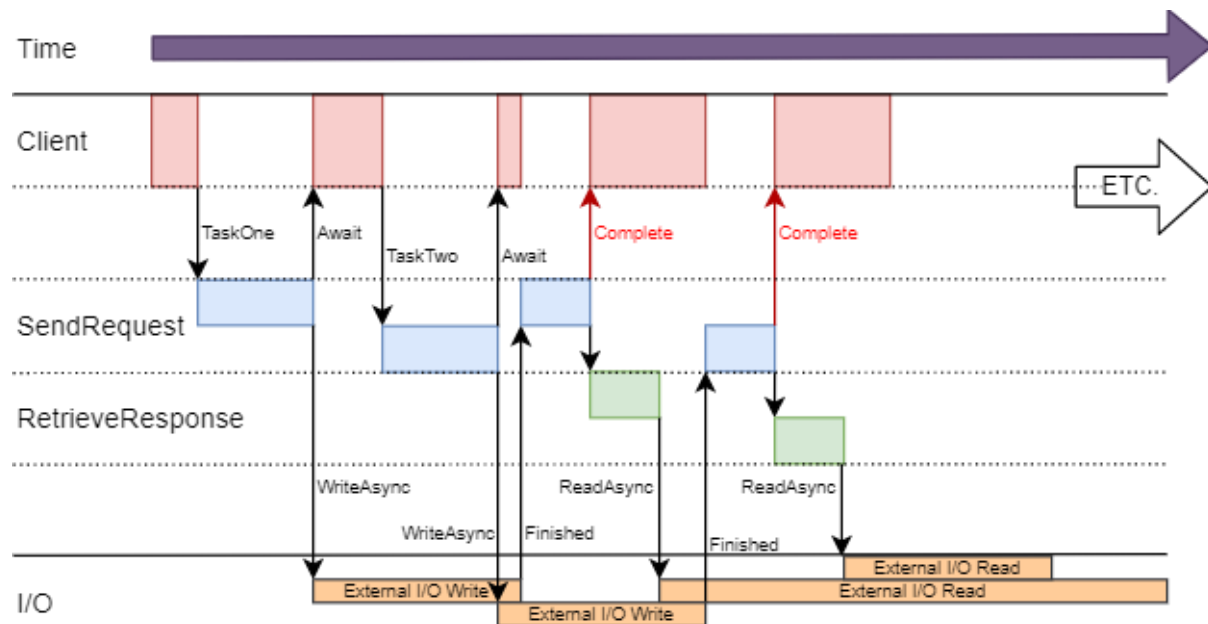 Time
Client
ETC.
TaskOne
Await
TaskTwo
Await
Complete
Complete
SendRequest
RetrieveResponse
WriteAsync
ReadAsync
ReadAsync
WriteAsync
Finished
Finished
External I/O Read
External I/O Write
External I/O Read
I/O
External I/O Write